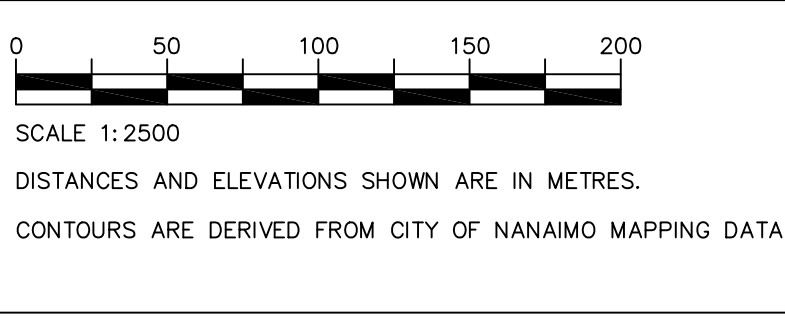 0 50 100 150 200
SCALE 1:2500
DISTANCES AND ELEVATIONS SHOWN ARE IN METRES.
CONTOURS ARE DERIVED FROM CITY OF NANAIMO MAPPING DATA